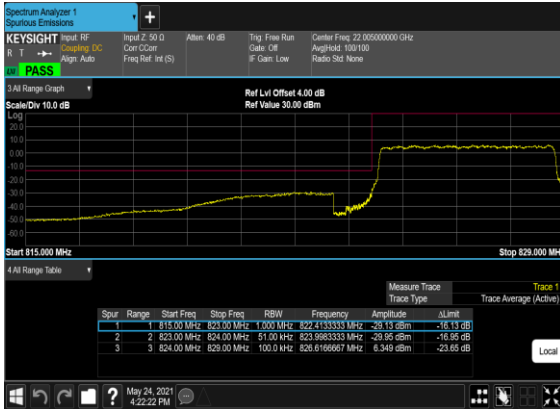 Spectrum Analyzer 1
Spurious Emissions
KEYSIGHT
R T
LXI
PASS
Input: RF
Coupling: DC
Align: Auto
Input Z: 50 Ω
Corr CCorr
Freq Ref: Int (S)
Atten: 40 dB
Trig: Free Run
Gate: Off
IF Gain: Low
Center Freq: 22.005000000 GHz
Avg|Hold: 100/100
Radio Std: None
3 All Range Graph
Scale/Div 10.0 dB
Ref Lvl Offset 4.00 dB
Ref Value 30.00 dBm
Log
20.0
10.0
0.00
-10.0
-20.0
-30.0
-40.0
-50.0
-60.0
Start 815.000 MHz
Stop 829.000 MH
4 All Range Table
Measure Trace Trace 1
Trace Type Trace Average (Active)
Spur Range Start Freq Stop Freq RBW Frequency Amplitude ΔLimit
1 1 815.00 MHz 823.00 MHz 1.000 MHz 822.4133333 MHz -29.13 dBm -16.13 dB
2 2 823.00 MHz 824.00 MHz 51.00 kHz 823.9983333 MHz -29.95 dBm -16.95 dB
3 3 824.00 MHz 829.00 MHz 100.0 kHz 826.6166667 MHz 6.349 dBm -23.65 dB
Local
?
May 24, 2021
4:22:22 PM